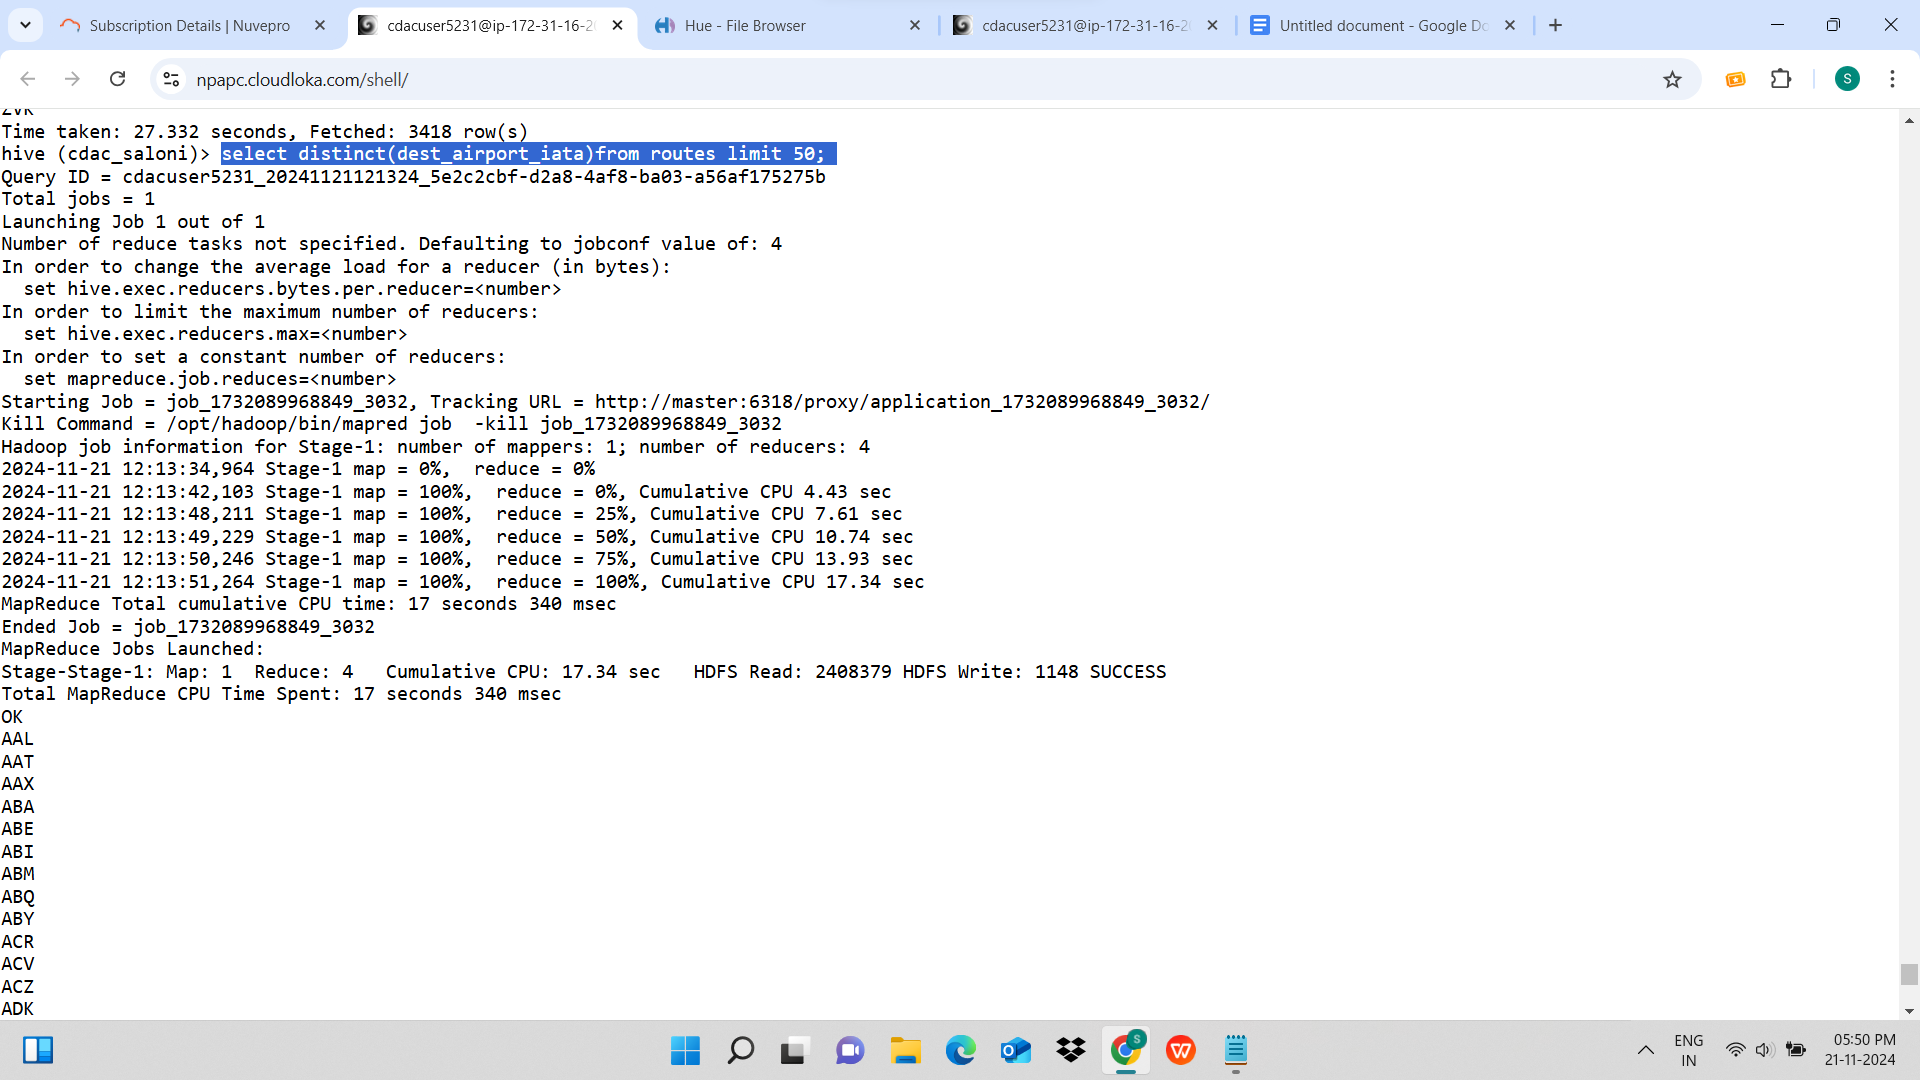 Subscription Details | Nuvepro
cdacuser5231@ip-172-31-16-2
Hue - File Browser
cdacuser5231@ip-172-31-16-2
Untitled document - Google Do
npapc.cloudloka.com/shell/
S
ZVK
Time taken: 27.332 seconds, Fetched: 3418 row(s)
hive (cdac_saloni)> select distinct(dest_airport_iata)from routes limit 50;
Query ID = cdacuser5231_20241121121324_5e2c2cbf-d2a8-4af8-ba03-a56af175275b
Total jobs = 1
Launching Job 1 out of 1
Number of reduce tasks not specified. Defaulting to jobconf value of: 4
In order to change the average load for a reducer (in bytes):
  set hive.exec.reducers.bytes.per.reducer=<number>
In order to limit the maximum number of reducers:
  set hive.exec.reducers.max=<number>
In order to set a constant number of reducers:
  set mapreduce.job.reduces=<number>
Starting Job = job_1732089968849_3032, Tracking URL = http://master:6318/proxy/application_1732089968849_3032/
Kill Command = /opt/hadoop/bin/mapred job  -kill job_1732089968849_3032
Hadoop job information for Stage-1: number of mappers: 1; number of reducers: 4
2024-11-21 12:13:34,964 Stage-1 map = 0%,  reduce = 0%
2024-11-21 12:13:42,103 Stage-1 map = 100%,  reduce = 0%, Cumulative CPU 4.43 sec
2024-11-21 12:13:48,211 Stage-1 map = 100%,  reduce = 25%, Cumulative CPU 7.61 sec
2024-11-21 12:13:49,229 Stage-1 map = 100%,  reduce = 50%, Cumulative CPU 10.74 sec
2024-11-21 12:13:50,246 Stage-1 map = 100%,  reduce = 75%, Cumulative CPU 13.93 sec
2024-11-21 12:13:51,264 Stage-1 map = 100%,  reduce = 100%, Cumulative CPU 17.34 sec
MapReduce Total cumulative CPU time: 17 seconds 340 msec
Ended Job = job_1732089968849_3032
MapReduce Jobs Launched:
Stage-Stage-1: Map: 1  Reduce: 4   Cumulative CPU: 17.34 sec   HDFS Read: 2408379 HDFS Write: 1148 SUCCESS
Total MapReduce CPU Time Spent: 17 seconds 340 msec
OK
AAL
AAT
AAX
ABA
ABE
ABI
ABM
ABQ
ABY
ACR
ACV
ACZ
ADK
S
ENG
IN
05:50 PM
21-11-2024